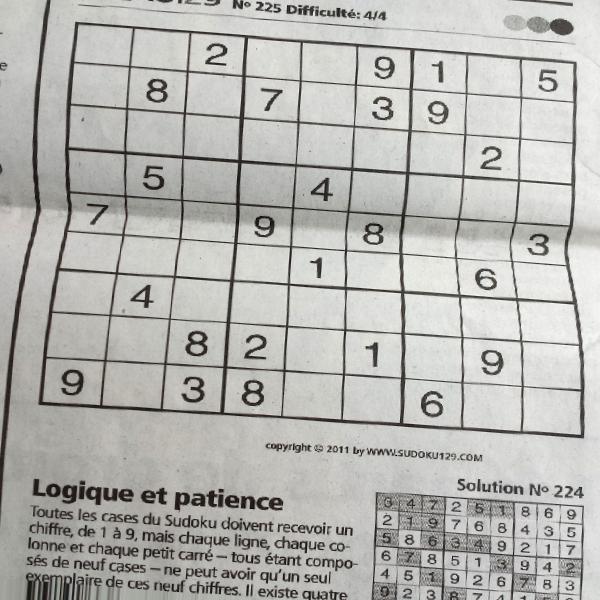 Nº 225 Difficulté: 4/4
2 9 1 5
8 7 3 9
2
5 4
7 9 8 3
1 6
4
8 2 1 9
9 3 8 6
copyright © 2011 by WWW.SUDOKU129.COM
Logique et patience
Toutes les cases du Sudoku doivent recevoir un
chiffre, de 1 à 9, mais chaque ligne, chaque co-
lonne et chaque petit carré — tous étant compo-
sés de neuf cases — ne peut avoir qu'un seul
exemplaire de ces neuf chiffres. Il existe quatre
Solution Nº 224
3 4 7 2 5 1 8 6 9
2 1 9 7 6 8 4 3 5
5 8 6 3 4 9 2 1 7
6 7 8 5 1 3 9 4 2
4 5 1 9 2 6 7 8 3
9 2 3 8 7 4